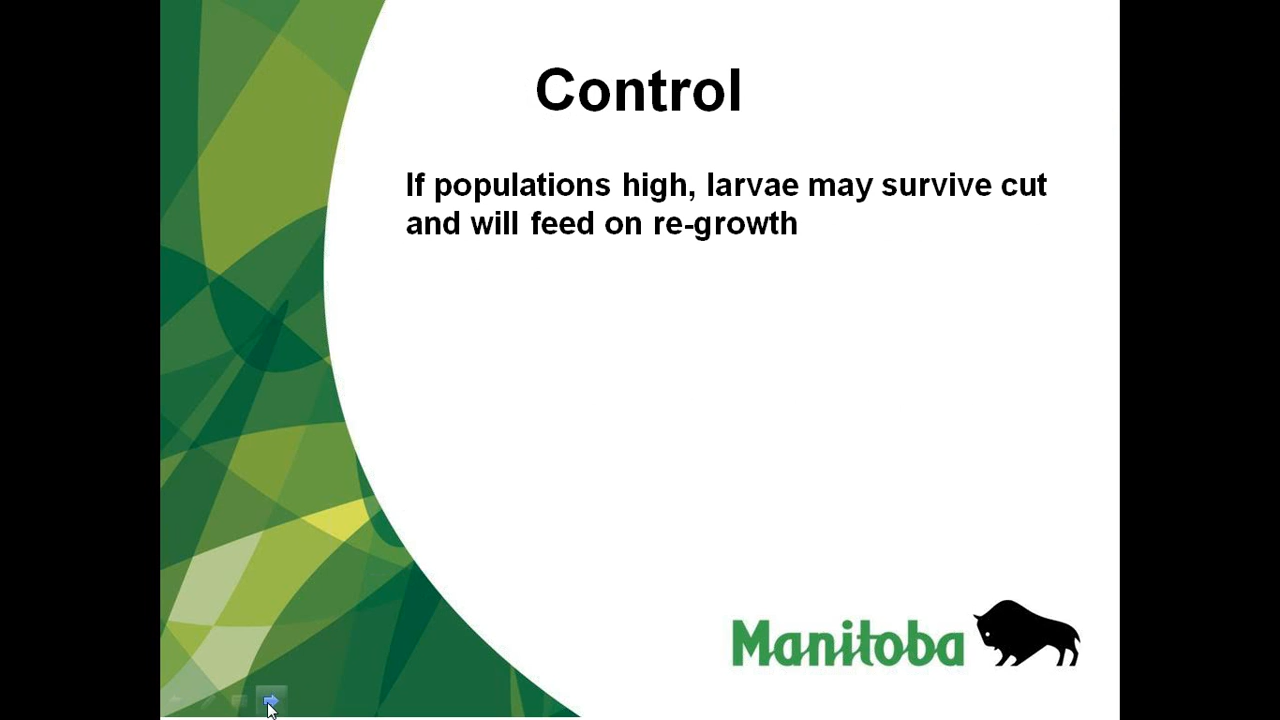 Control
If populations high, larvae may survive cut
and will feed on re-growth
Manitoba